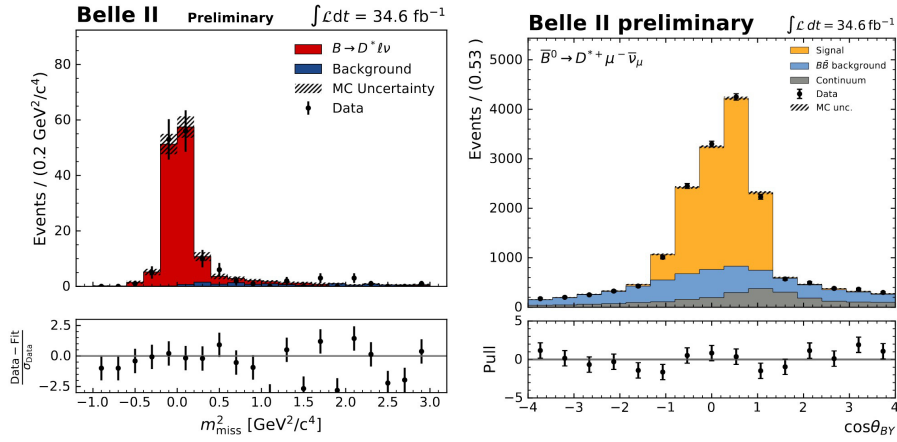 Belle II Preliminary ∫ℒdt = 34.6 fb⁻¹
Events / (0.2 GeV²/c⁴)
80
60
40
20
0
B → D*ℓν
Background
MC Uncertainty
Data
Data − Fit
σ_Data
2.5
0.0
−2.5
−1.0 −0.5 0.0 0.5 1.0 1.5 2.0 2.5 3.0
m²_miss [GeV²/c⁴]
Belle II preliminary ∫ℒ dt = 34.6 fb⁻¹
Events / (0.53)
5000
4000
3000
2000
1000
0
B̅⁰ → D*⁺ μ⁻ ν̅_μ
Signal
BB̅ background
Continuum
Data
MC unc.
Pull
5
0
−5
−4 −3 −2 −1 0 1 2 3 4
cosθ_BY